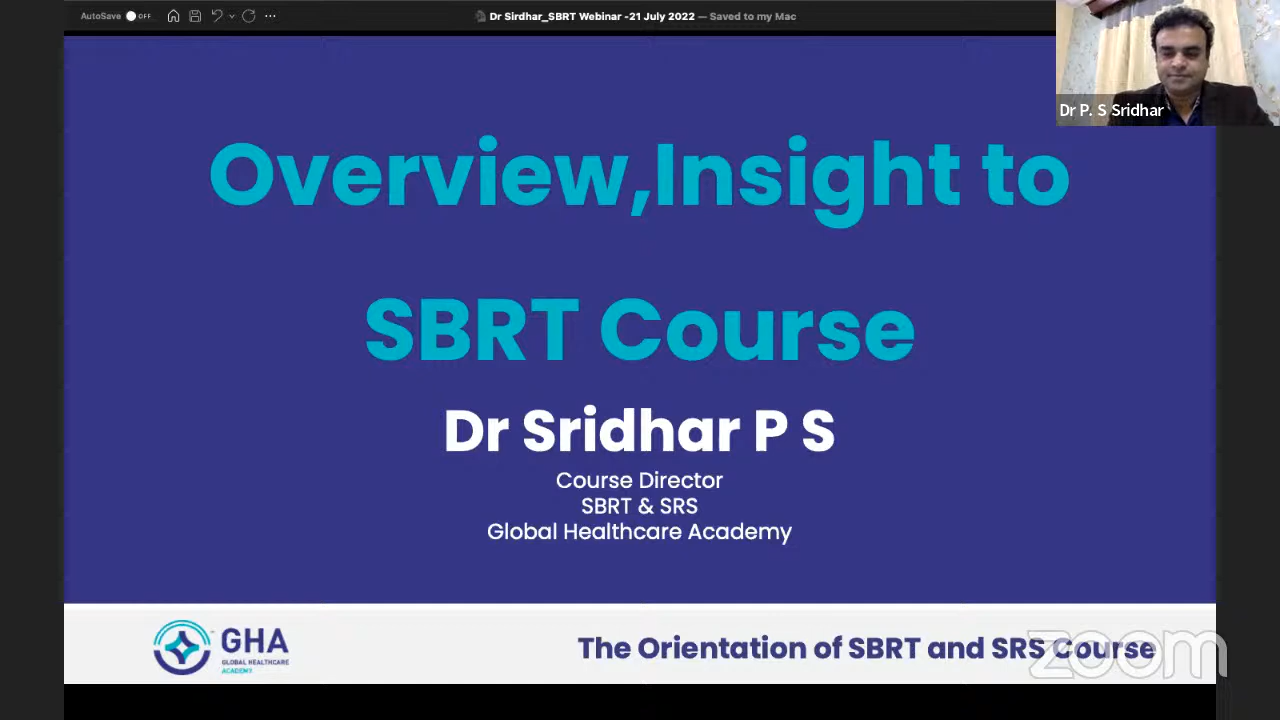 AutoSave OFF
Dr Sirdhar_SBRT Webinar -21 July 2022 — Saved to my Mac
Dr P. S Sridhar
Overview,Insight to
SBRT Course
Dr Sridhar P S
Course Director
SBRT & SRS
Global Healthcare Academy
GHA
GLOBAL HEALTHCARE
ACADEMY
The Orientation of SBRT and SRS Course
zoom